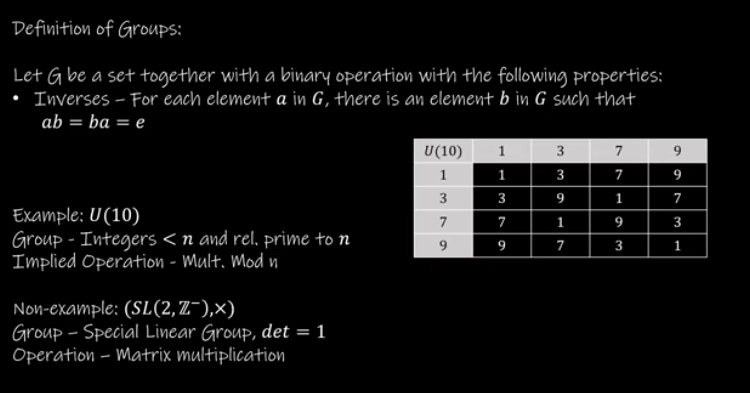 Definition of Groups:
Let G be a set together with a binary operation with the following properties:
• Inverses – For each element a in G, there is an element b in G such that
ab = ba = e
U(10) 1 3 7 9
1 1 3 7 9
3 3 9 1 7
7 7 1 9 3
9 9 7 3 1
Example: U(10)
Group - Integers < n and rel. prime to n
Implied Operation - Mult. Mod n
Non-example: (SL(2, ℤ⁻),×)
Group – Special Linear Group, det = 1
Operation – Matrix multiplication